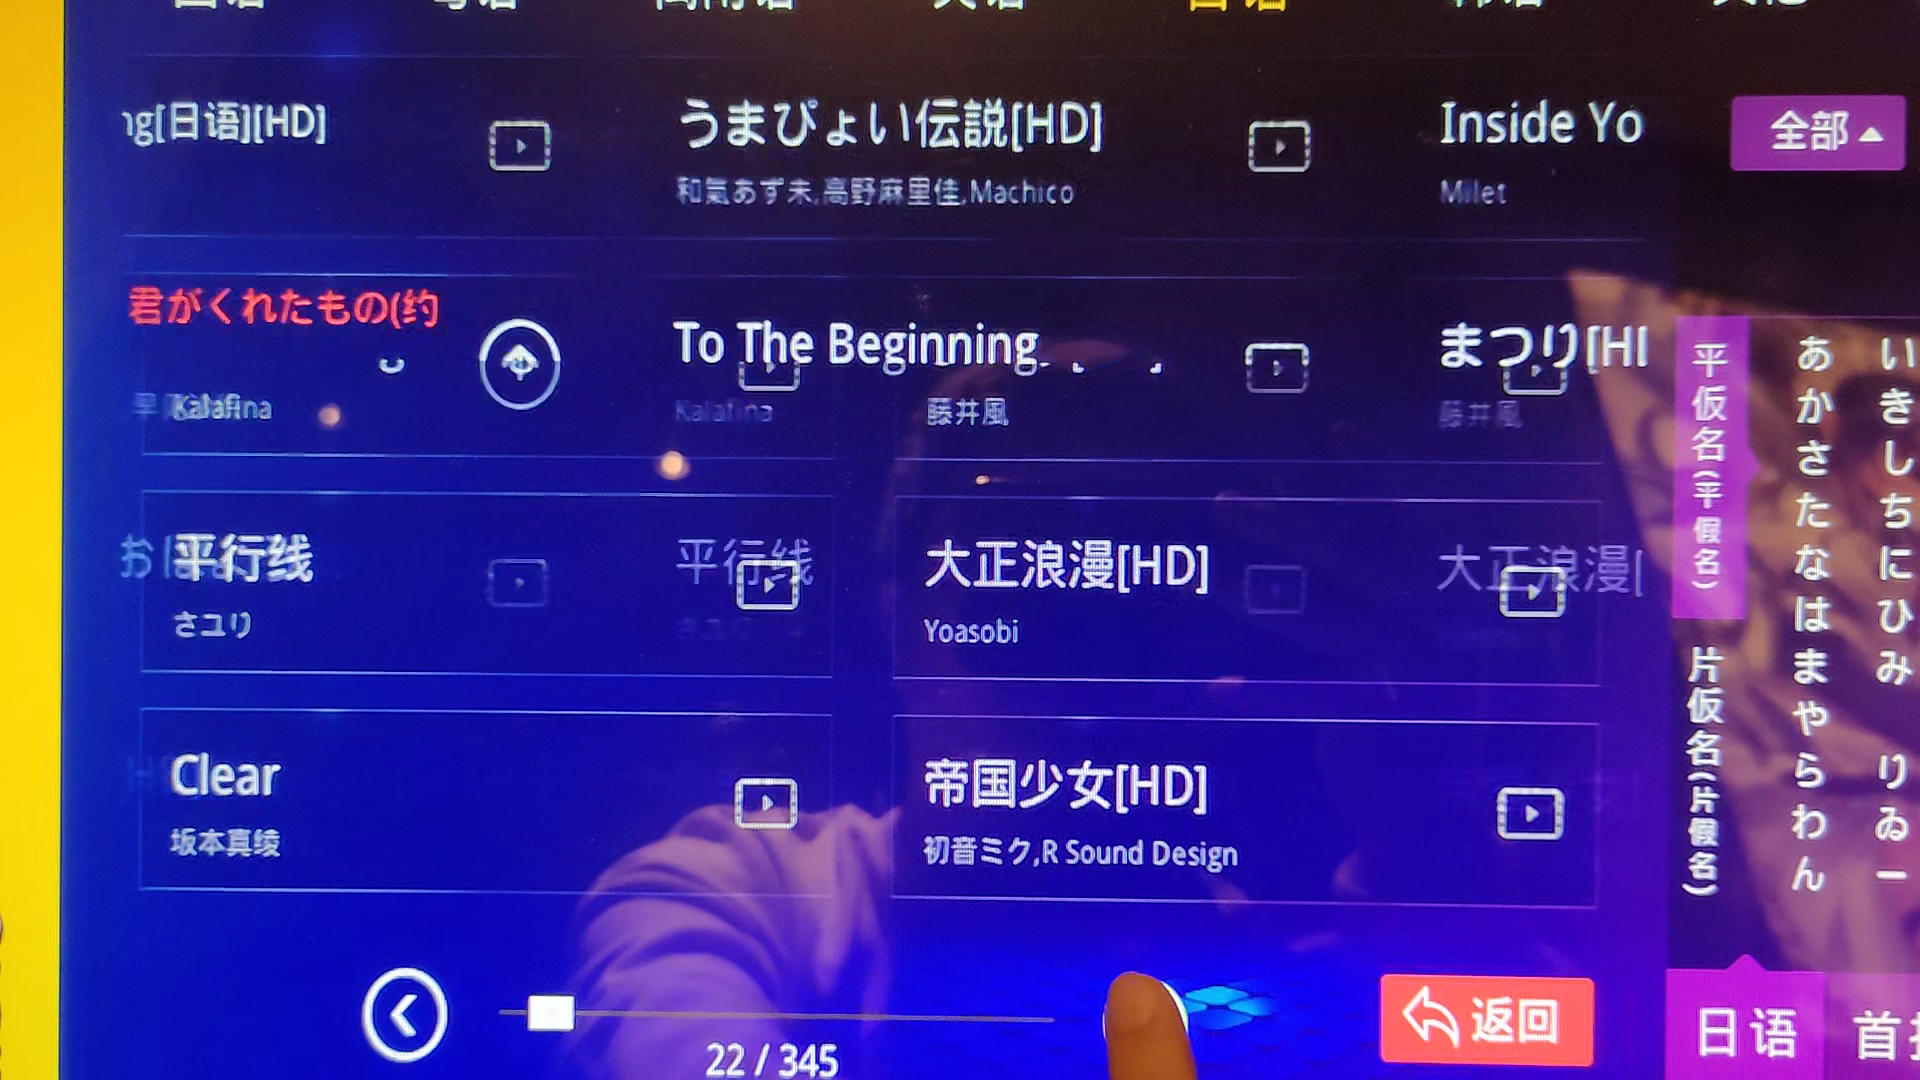 日语
ng[日语][HD]
うまぴょい伝説[HD]
和氣あず未,高野麻里佳,Machico
Inside Yo
Milet
全部
君がくれたもの(约
Kalafina
To The Beginning
Kalafina
藤井風
まつり[HD
藤井風
平行线
さユり
平行线
大正浪漫[HD]
Yoasobi
大正浪漫[
Clear
坂本真绫
帝国少女[HD]
初音ミク,R Sound Design
22 / 345
返回
平仮名(平假名)
片仮名(片假名)
あかさたなはまやらわん
いきしちにひみ りゐー
日语
首